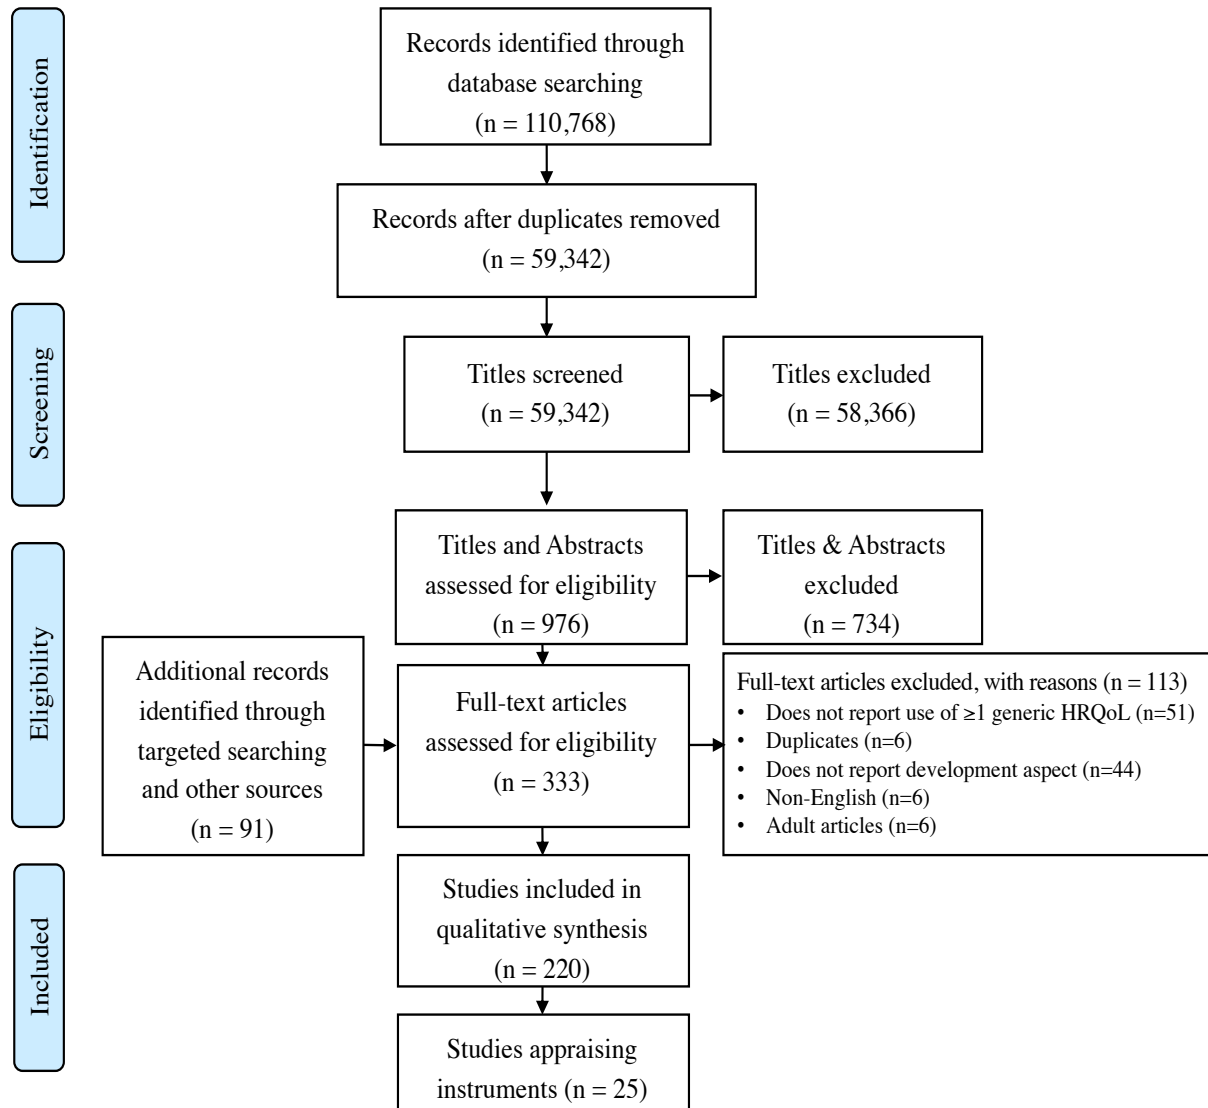 Identification
Records identified through
database searching
(n = 110,768)
Records after duplicates removed
(n = 59,342)
Screening
Titles screened
(n = 59,342)
Titles excluded
(n = 58,366)
Eligibility
Titles and Abstracts
assessed for eligibility
(n = 976)
Titles & Abstracts
excluded
(n = 734)
Additional records
identified through
targeted searching
and other sources
(n = 91)
Full-text articles
assessed for eligibility
(n = 333)
Full-text articles excluded, with reasons (n = 113)
• Does not report use of ≥1 generic HRQoL (n=51)
• Duplicates (n=6)
• Does not report development aspect (n=44)
• Non-English (n=6)
• Adult articles (n=6)
Included
Studies included in
qualitative synthesis
(n = 220)
Studies appraising
instruments (n = 25)